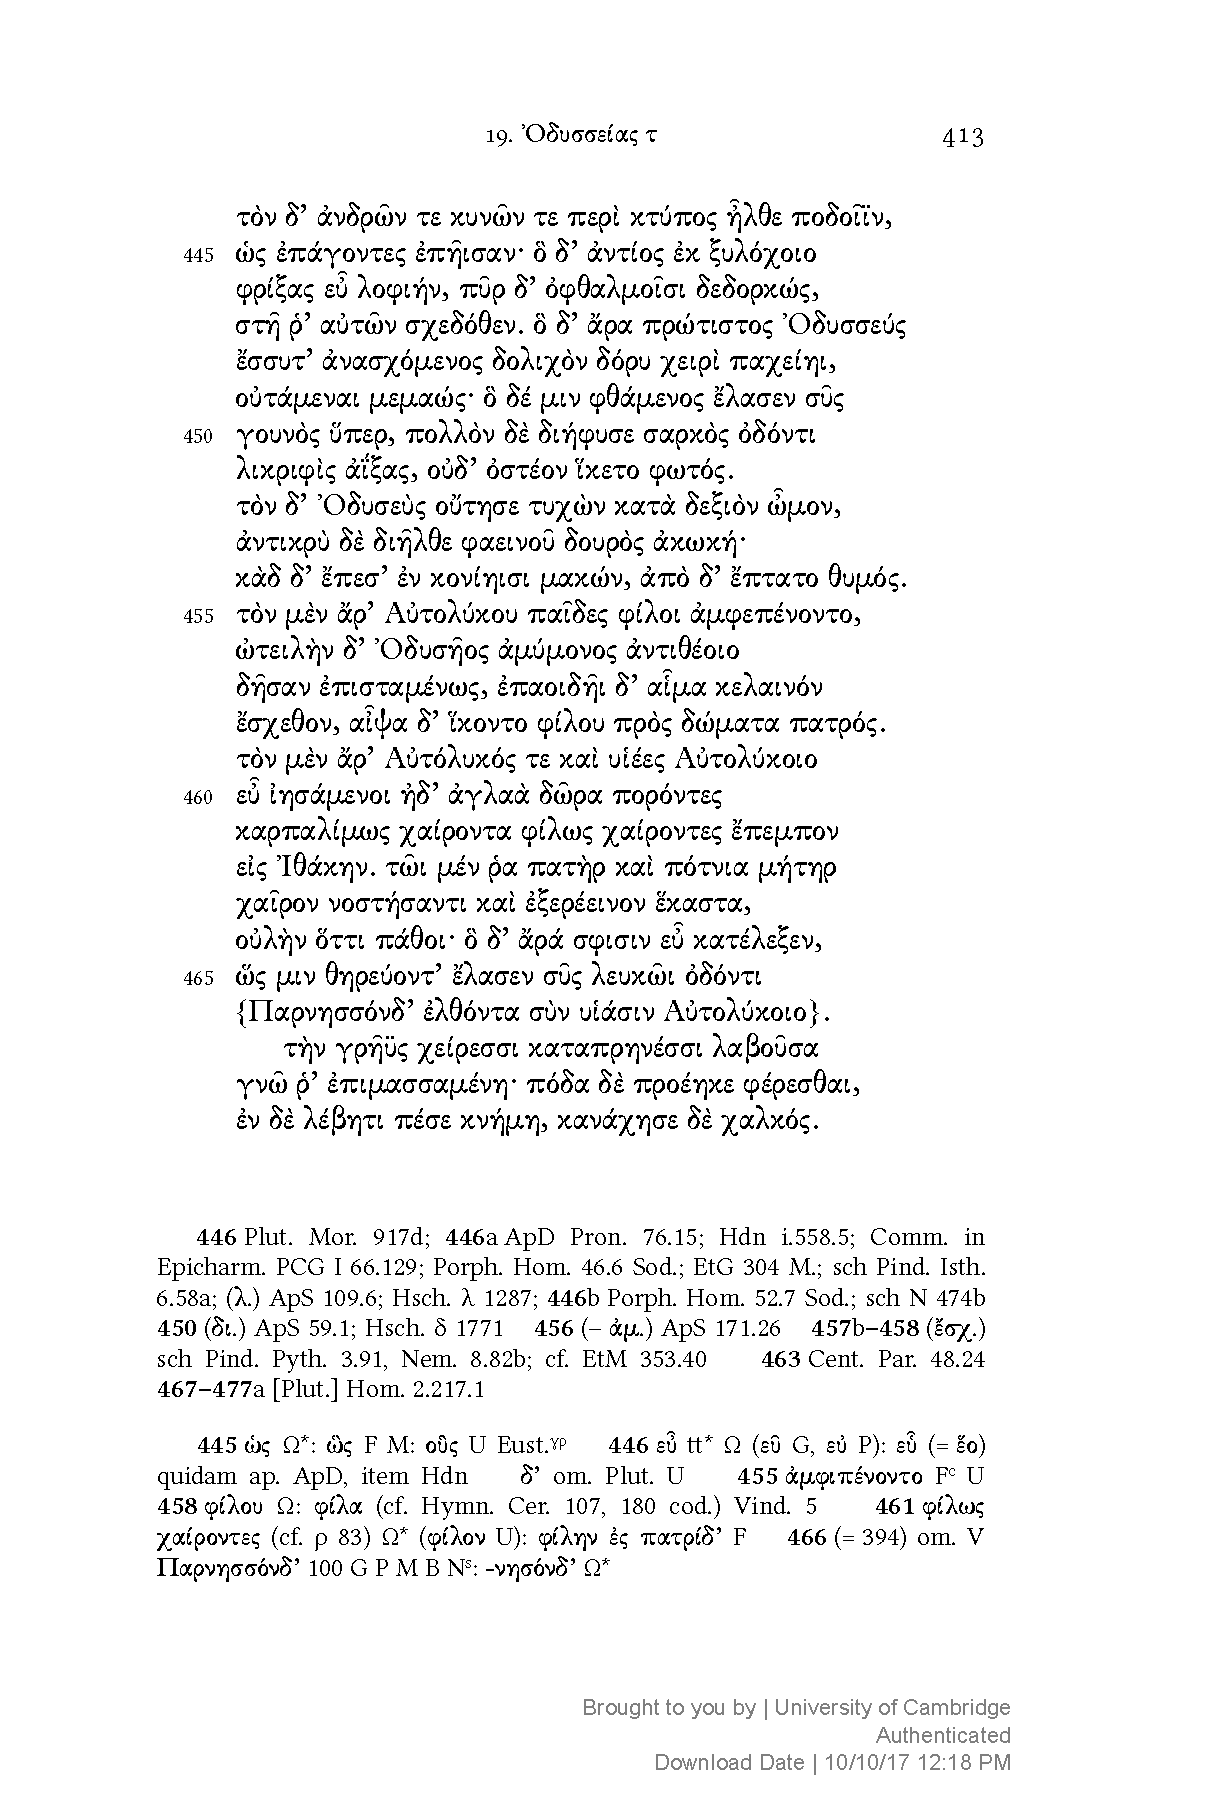 19. Ὀδυσσείας τ 413
τὸν δ’ ἀνδρῶν τε κυνῶν τε περὶ κτύπος ἦλθε ποδοῖϊν,
445 ὡς ἐπάγοντες ἐπῆισαν· ὃ δ’ ἀντίος ἐκ ξυλόχοιο
φρίξας εὖ λοφιήν, πῦρ δ’ ὀφθαλμοῖσι δεδορκώς,
στῆ ῥ’ αὐτῶν σχεδόθεν. ὃ δ’ ἄρα πρώτιστος Ὀδυσσεύς
ἔσσυτ’ ἀνασχόμενος δολιχὸν δόρυ χειρὶ παχείηι,
οὐτάμεναι μεμαώς· ὃ δέ μιν φθάμενος ἔλασεν σῦς
450 γουνὸς ὕπερ, πολλὸν δὲ διήφυσε σαρκὸς ὀδόντι
λικριφὶς ἀΐξας, οὐδ’ ὀστέον ἵκετο φωτός.
τὸν δ’ Ὀδυσεὺς οὔτησε τυχὼν κατὰ δεξιὸν ὦμον,
ἀντικρὺ δὲ διῆλθε φαεινοῦ δουρὸς ἀκωκή·
κὰδ δ’ ἔπεσ’ ἐν κονίηισι μακών, ἀπὸ δ’ ἔπτατο θυμός.
455 τὸν μὲν ἄρ’ Αὐτολύκου παῖδες φίλοι ἀμφεπένοντο,
ὠτειλὴν δ’ Ὀδυσῆος ἀμύμονος ἀντιθέοιο
δῆσαν ἐπισταμένως, ἐπαοιδῆι δ’ αἷμα κελαινόν
ἔσχεθον, αἶψα δ’ ἵκοντο φίλου πρὸς δώματα πατρός.
τὸν μὲν ἄρ’ Αὐτόλυκός τε καὶ υἱέες Αὐτολύκοιο
460 εὖ ἰησάμενοι ἠδ’ ἀγλαὰ δῶρα πορόντες
καρπαλίμως χαίροντα φίλως χαίροντες ἔπεμπον
εἰς Ἰθάκην. τῶι μέν ῥα πατὴρ καὶ πότνια μήτηρ
χαῖρον νοστήσαντι καὶ ἐξερέεινον ἕκαστα,
οὐλὴν ὅττι πάθοι· ὃ δ’ ἄρά σφισιν εὖ κατέλεξεν,
465 ὥς μιν θηρεύοντ’ ἔλασεν σῦς λευκῶι ὀδόντι
{Παρνησσόνδ’ ἐλθόντα σὺν υἱάσιν Αὐτολύκοιο}.
τὴν γρῆϋς χείρεσσι καταπρηνέσσι λαβοῦσα
γνῶ ῥ’ ἐπιμασσαμένη· πόδα δὲ προέηκε φέρεσθαι,
ἐν δὲ λέβητι πέσε κνήμη, κανάχησε δὲ χαλκός.
446 Plut. Mor. 917d; 446a ApD Pron. 76.15; Hdn i.558.5; Comm. in
Epicharm. PCG I 66.129; Porph. Hom. 46.6 Sod.; EtG 304 M.; sch Pind. Isth.
6.58a; (λ.) ApS 109.6; Hsch. λ 1287; 446b Porph. Hom. 52.7 Sod.; sch N 474b
450 (δι.) ApS 59.1; Hsch. δ 1771 456 (– ἀμ.) ApS 171.26 457b–458 (ἔσχ.)
sch Pind. Pyth. 3.91, Nem. 8.82b; cf. EtM 353.40 463 Cent. Par. 48.24
467–477a [Plut.] Hom. 2.217.1
445 ὡς Ω*: ὣς F M: οὓς U Eust.γρ 446 εὖ tt* Ω (εῦ G, εὐ P): εὗ (= ἕο)
quidam ap. ApD, item Hdn δ’ om. Plut. U 455 ἀμφιπένοντο Fc U
458 φίλου Ω: φίλα (cf. Hymn. Cer. 107, 180 cod.) Vind. 5 461 φίλως
χαίροντες (cf. ρ 83) Ω* (φίλον U): φίλην ἐς πατρίδ’ F 466 (= 394) om. V
Παρνησσόνδ’ 100 G P M B Ns: -νησόνδ’ Ω*
Brought to you by | University of Cambridge
Authenticated
Download Date | 10/10/17 12:18 PM